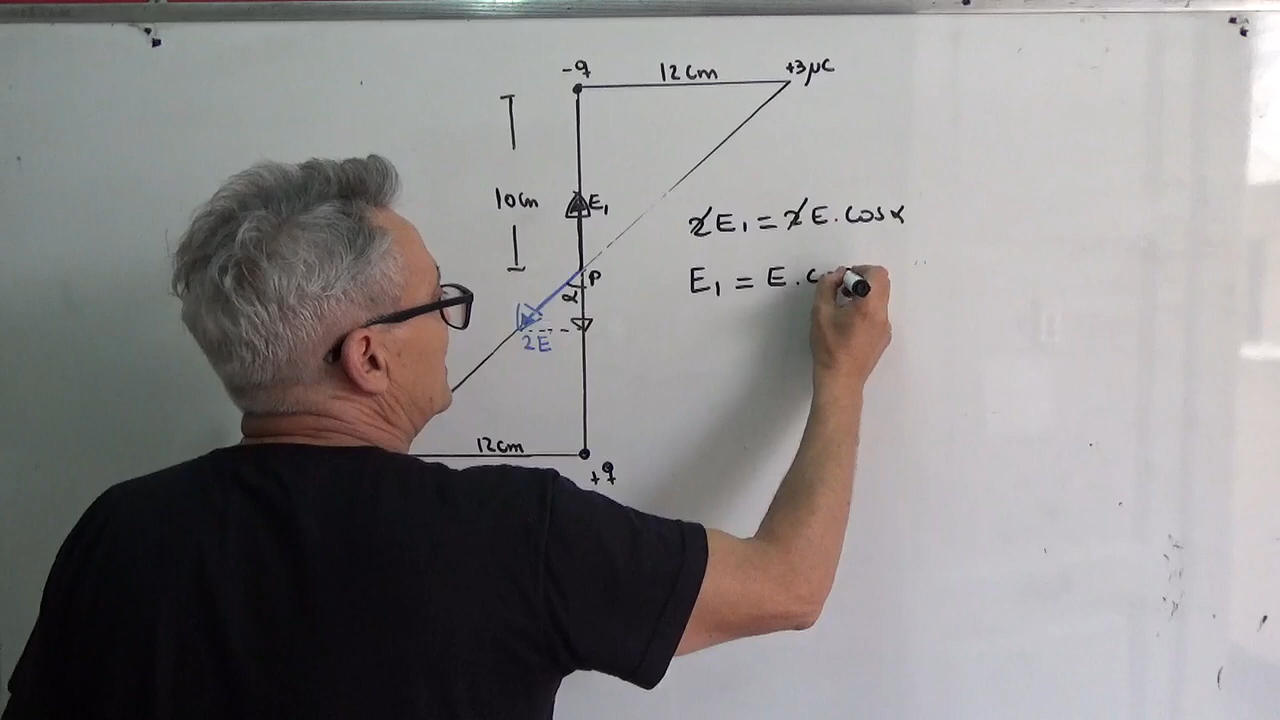 -q
12cm
+3μC
10cm
E₁
2E₁ = 2E. cosα
P
E₁ = E.
α
2E
12cm
+q